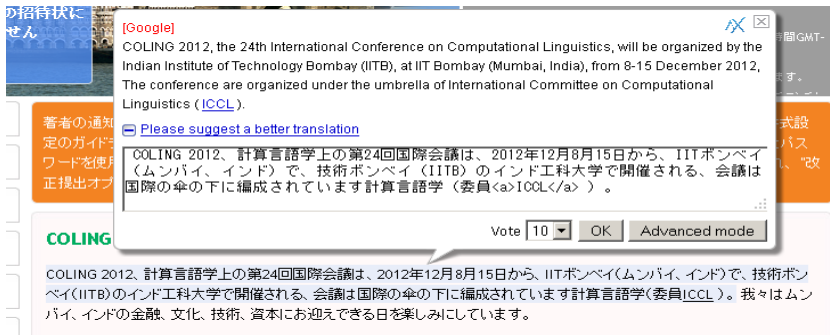 の招待状に
せん
時間GMT-
ます。
著者の通知
定のガイド
ワードを使用
正提出オブ
式設
パス
、"改
[Google]
COLING 2012, the 24th International Conference on Computational Linguistics, will be organized by the
Indian Institute of Technology Bombay (IITB), at IIT Bombay (Mumbai, India), from 8-15 December 2012,
The conference are organized under the umbrella of International Committee on Computational
Linguistics ( ICCL ).
Please suggest a better translation
COLING 2012、計算言語学上の第24回国際会議は、2012年12月8月15日から、IITボンベイ
(ムンバイ、インド) で、技術ボンベイ (IITB) のインド工科大学で開催される、会議は
国際の傘の下に編成されています計算言語学 (委員<a>ICCL</a> ) 。
Vote 10 OK Advanced mode
COLING
COLING 2012、計算言語学上の第24回国際会議は、2012年12月8月15日から、IITボンベイ(ムンバイ、インド)で、技術ボン
ベイ(IITB)のインド工科大学で開催される、会議は国際の傘の下に編成されています計算言語学(委員ICCL )。我々はムン
バイ、インドの金融、文化、技術、資本にお迎えできる日を楽しみにしています。